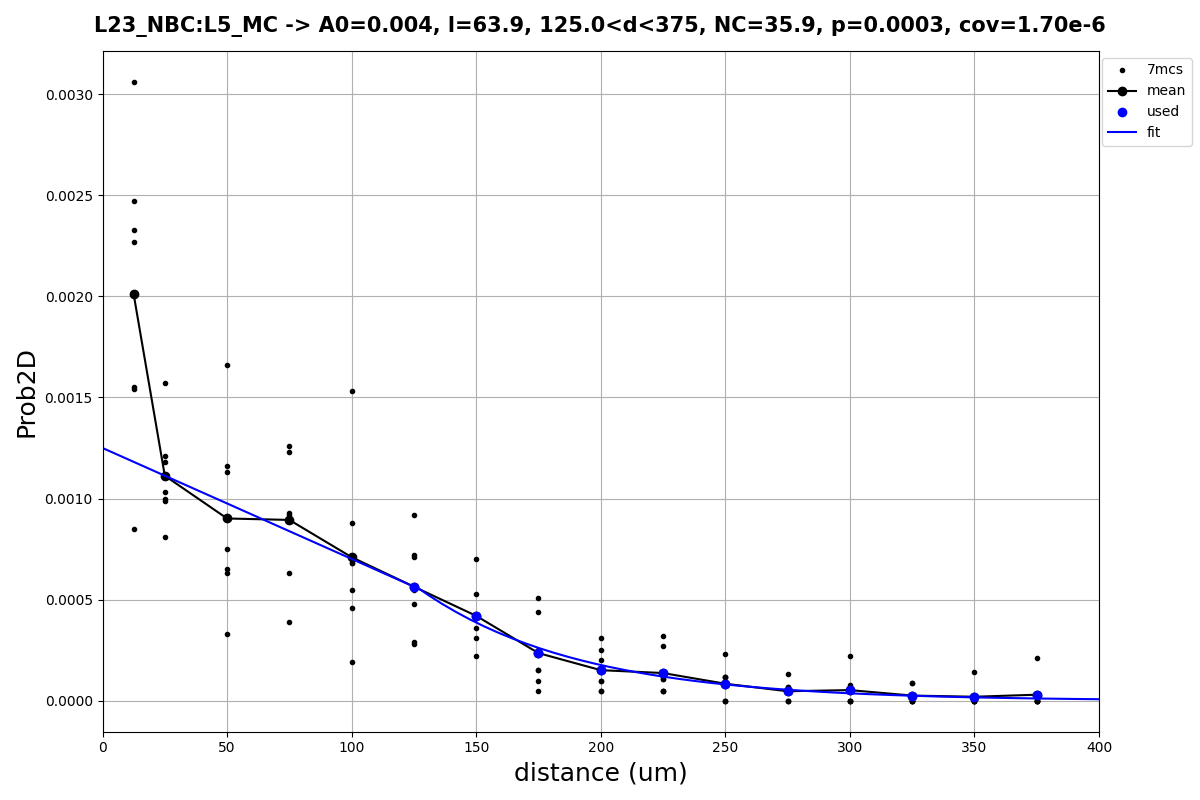 L23_NBC:L5_MC -> A0=0.004, l=63.9, 125.0<d<375, NC=35.9, p=0.0003, cov=1.70e-6
7mcs
mean
used
fit
0.0030
0.0025
0.0020
0.0015
0.0010
0.0005
0.0000
Prob2D
0 50 100 150 200 250 300 350 400
distance (um)